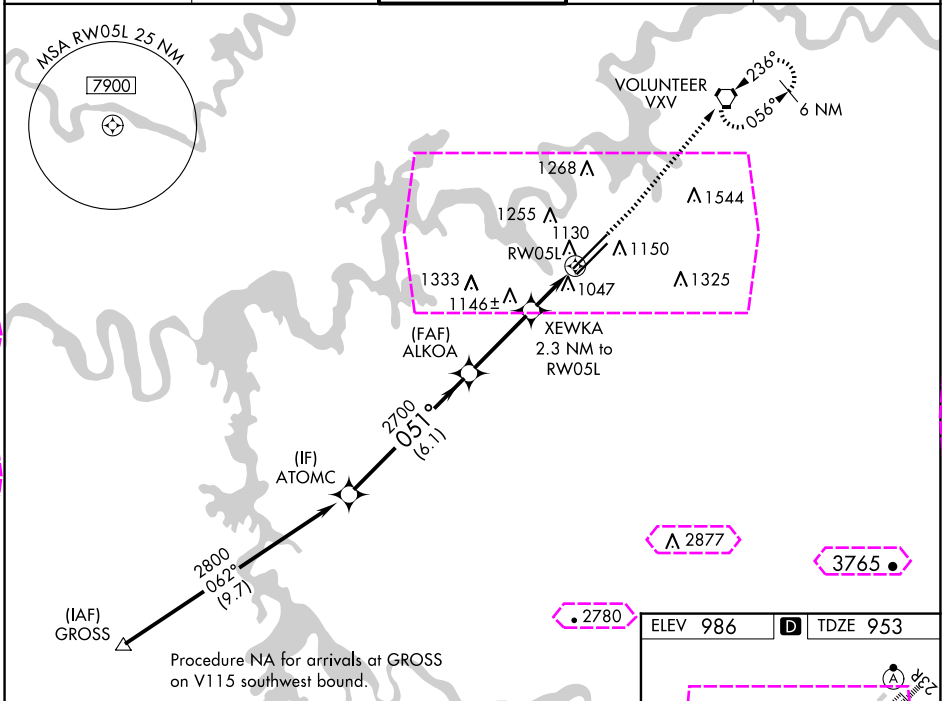 MSA RW05L 25 NM
7900
VOLUNTEER
VXV
236°
056°
6 NM
1268
1544
1255
1130
RW05L
1150
1333
1146±
1047
1325
(FAF)
ALKOA
XEWKA
2.3 NM to
RW05L
2700
051°
(6.1)
(IF)
ATOMC
2800
062°
(9.7)
(IAF)
GROSS
2877
3765
2780
Procedure NA for arrivals at GROSS
on V115 southwest bound.
ELEV 986 D TDZE 953
A
23R